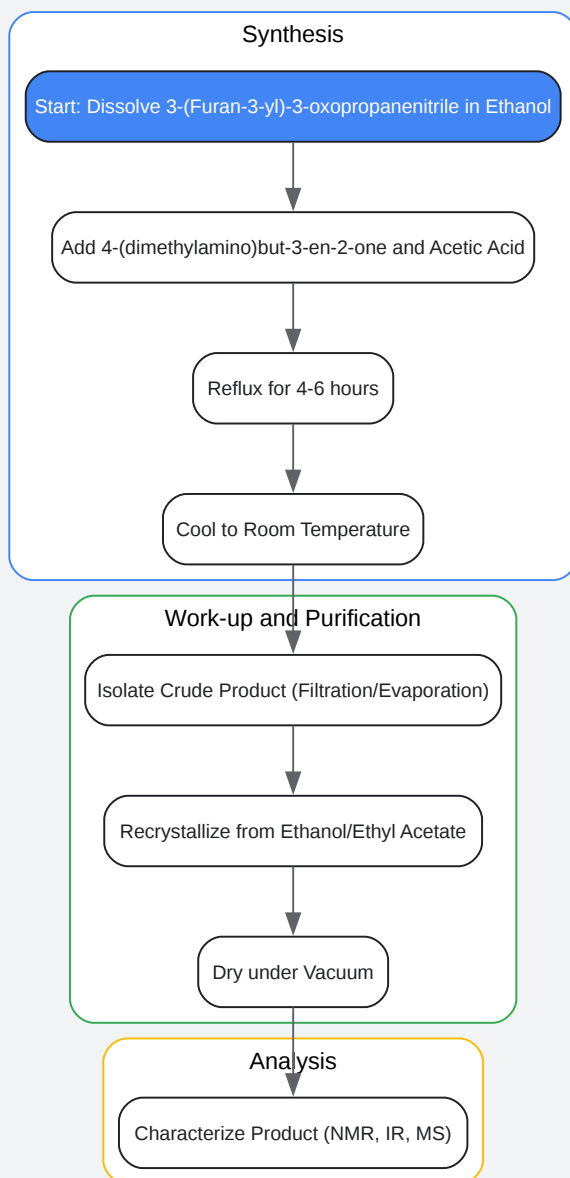 Synthesis
Start: Dissolve 3-(Furan-3-yl)-3-oxopropanenitrile in Ethanol
Add 4-(dimethylamino)but-3-en-2-one and Acetic Acid
Reflux for 4-6 hours
Cool to Room Temperature
Work-up and Purification
Isolate Crude Product (Filtration/Evaporation)
Recrystallize from Ethanol/Ethyl Acetate
Dry under Vacuum
Analysis
Characterize Product (NMR, IR, MS)